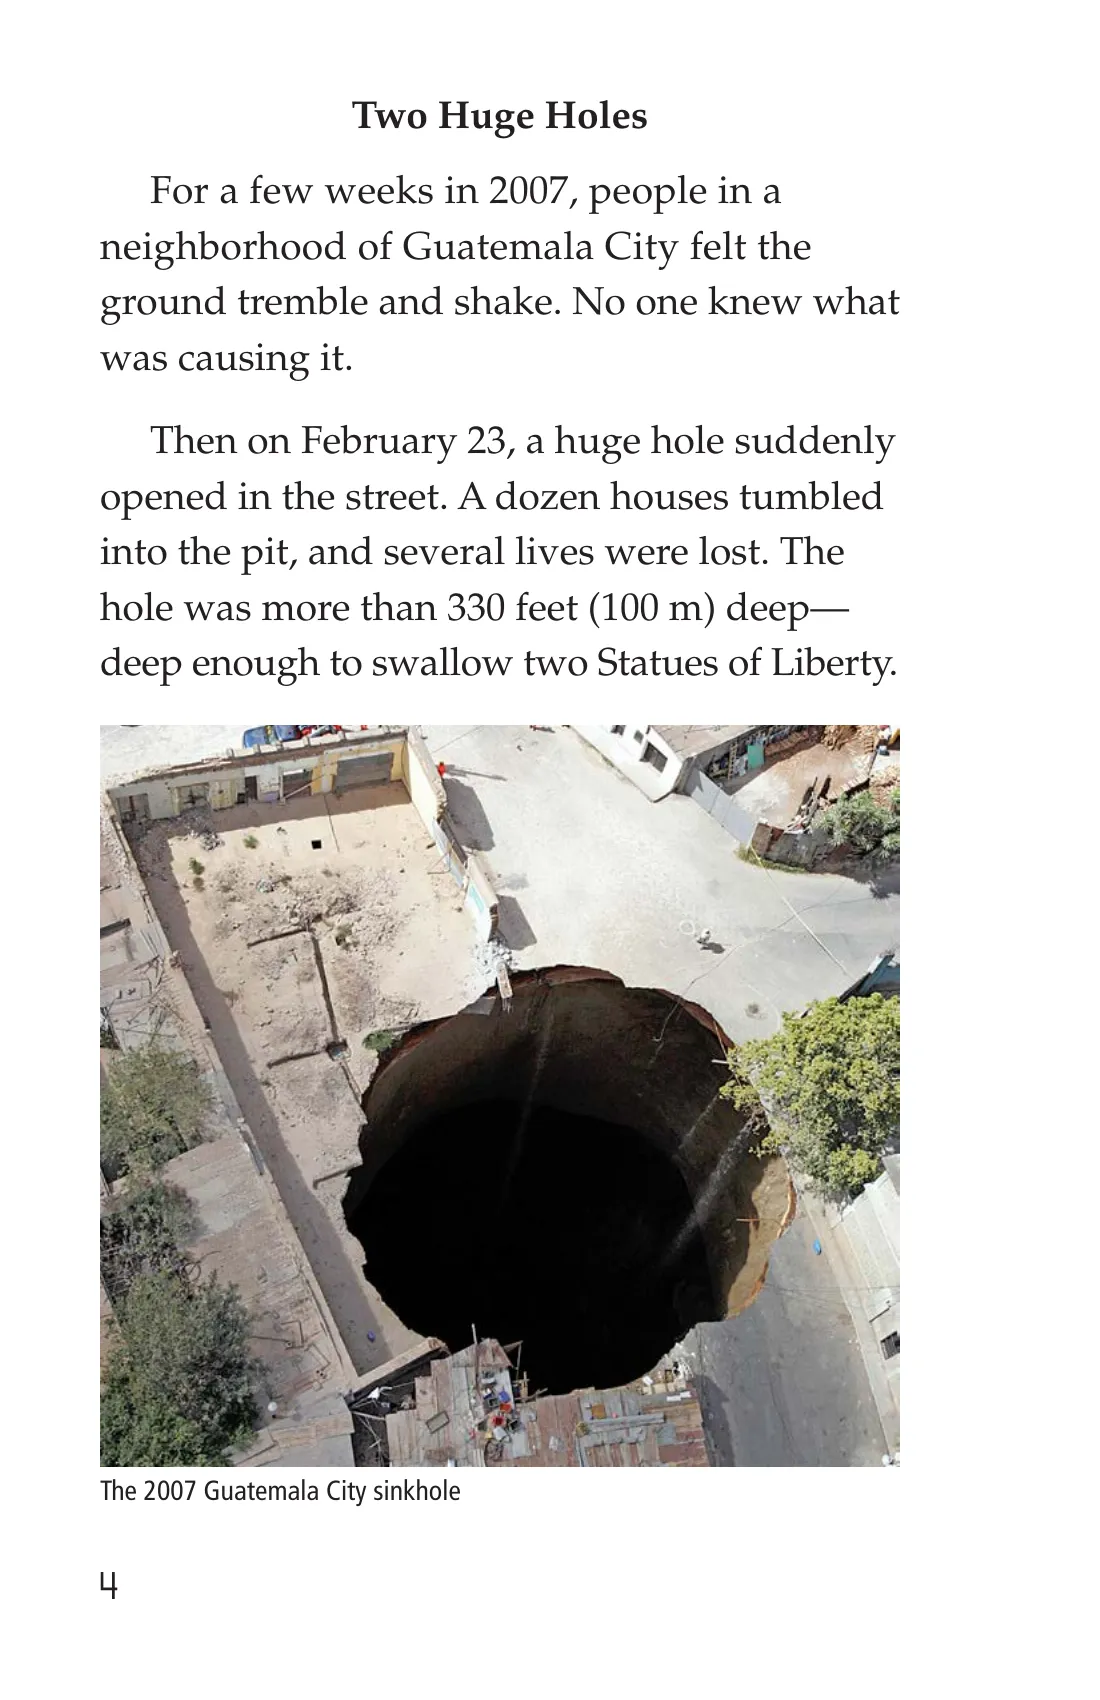 Two Huge Holes
For a few weeks in 2007, people in a
neighborhood of Guatemala City felt the
ground tremble and shake. No one knew what
was causing it.
Then on February 23, a huge hole suddenly
opened in the street. A dozen houses tumbled
into the pit, and several lives were lost. The
hole was more than 330 feet (100 m) deep—
deep enough to swallow two Statues of Liberty.
The 2007 Guatemala City sinkhole
4